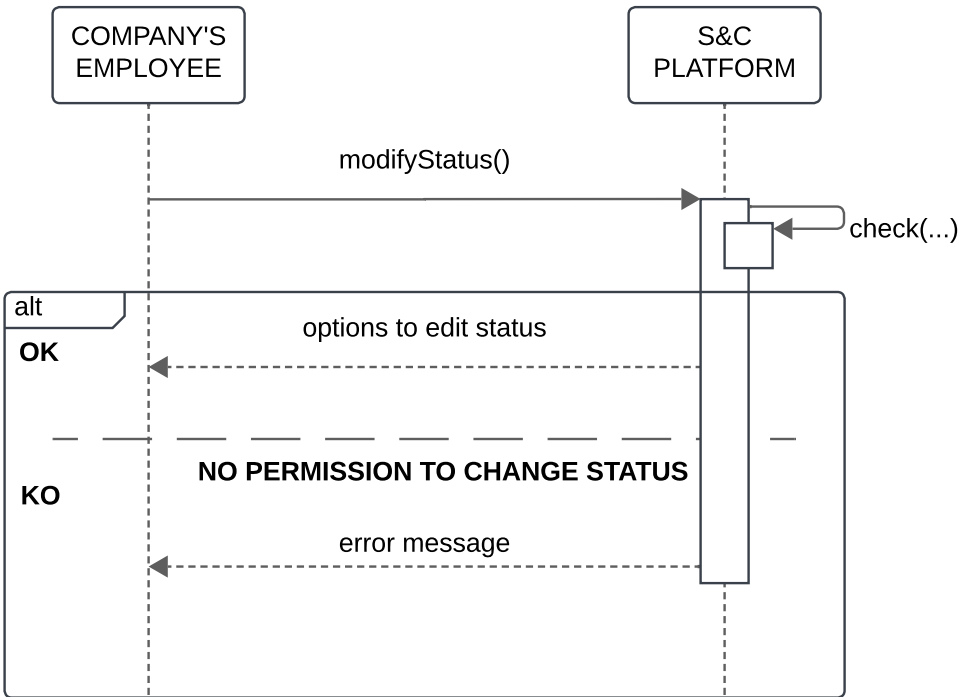 COMPANY'S
EMPLOYEE
S&C
PLATFORM
modifyStatus()
check(...)
alt
options to edit status
OK
NO PERMISSION TO CHANGE STATUS
KO
error message